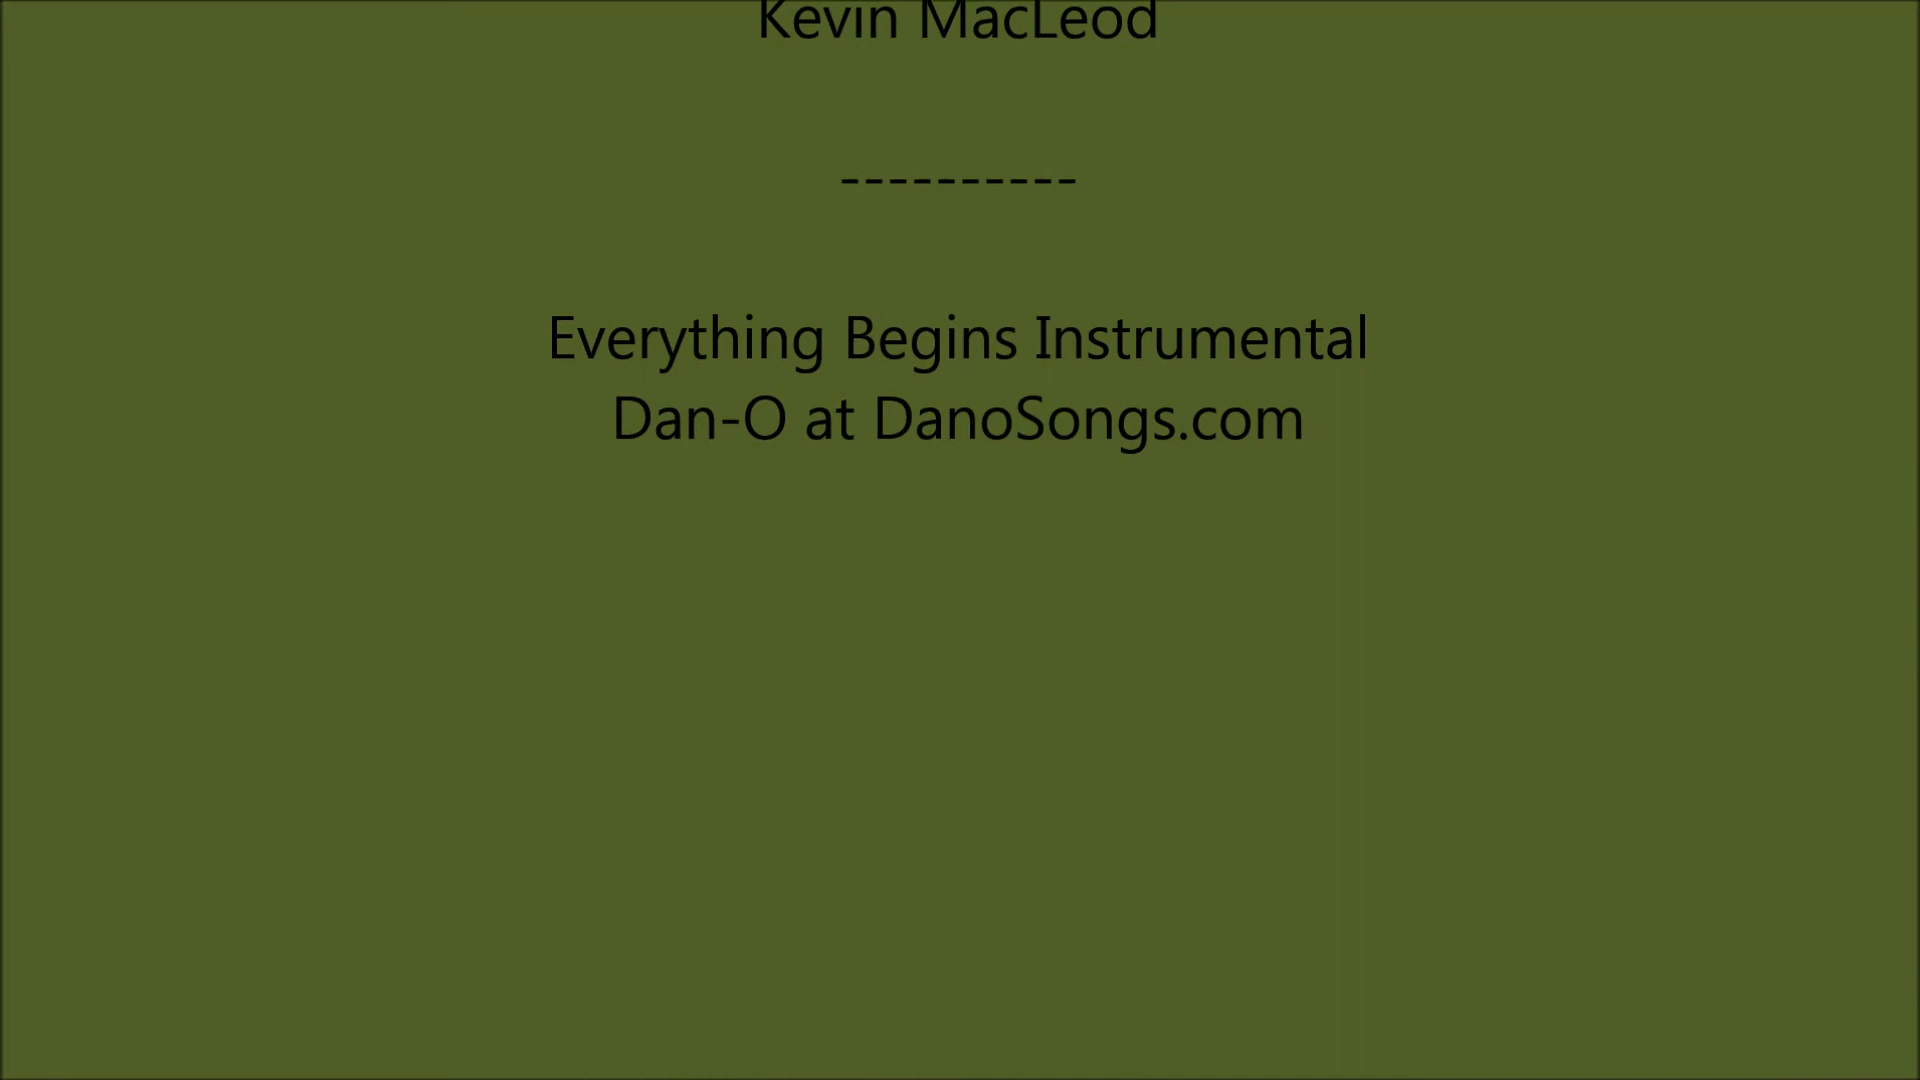 Kevin MacLeod
----------
Everything Begins Instrumental
Dan-O at DanoSongs.com